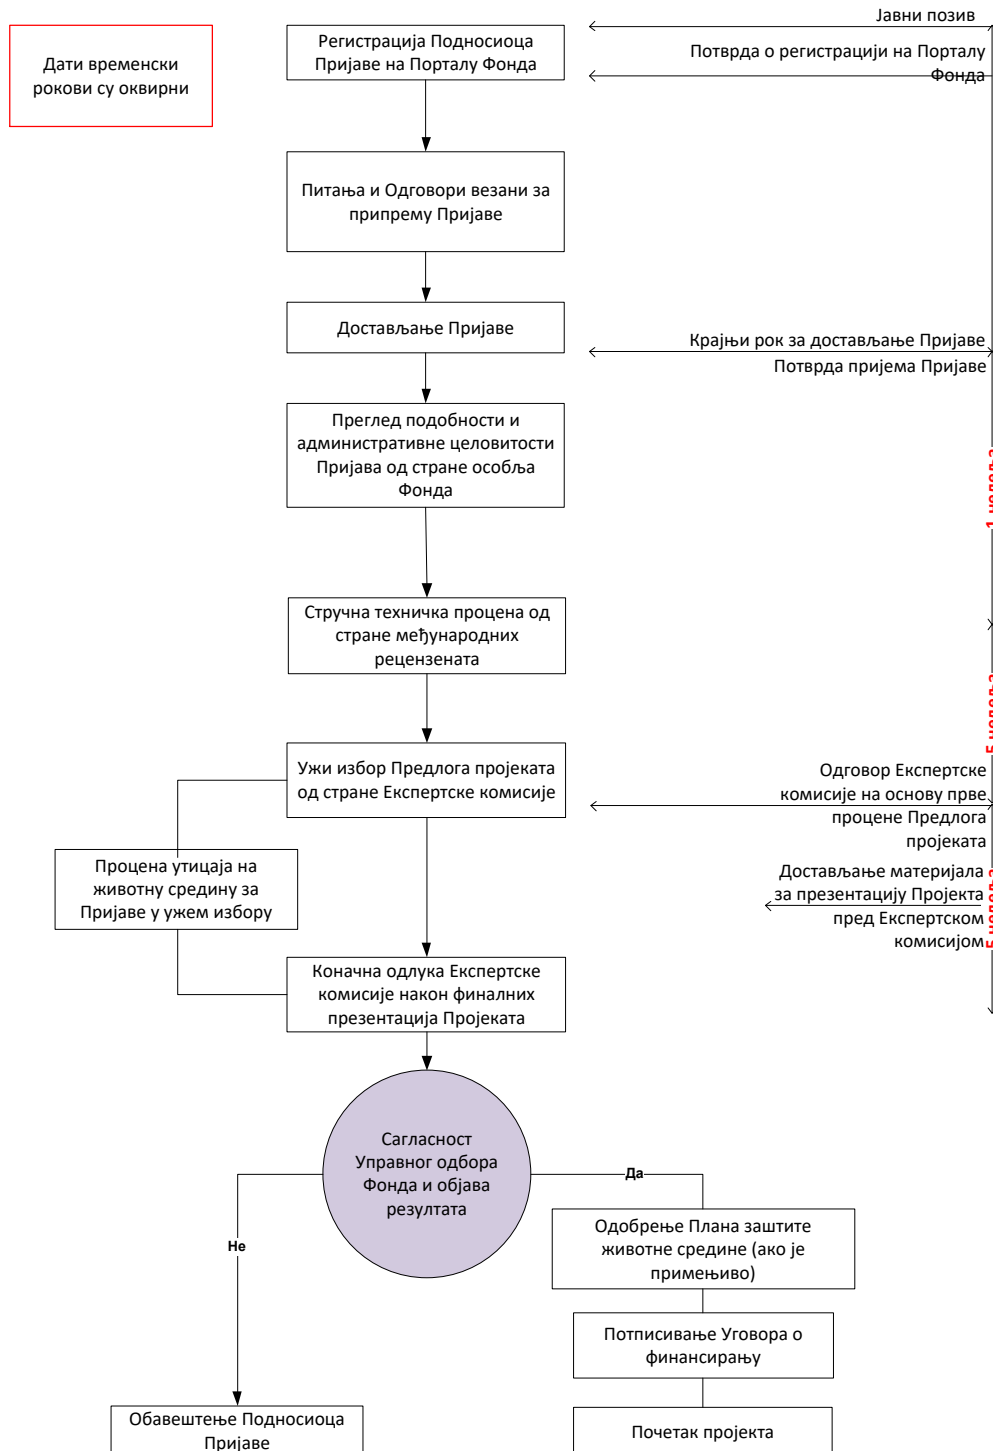 Дати временски
рокови су оквирни
Регистрација Подносиоца
Пријаве на Порталу Фонда
Јавни позив
Потврда о регистрацији на Порталу
Фонда
Питања и Одговори везани за
припрему Пријаве
Достављање Пријаве
Крајњи рок за достављање Пријаве
Потврда пријема Пријаве
Преглед подобности и
административне целовитости
Пријава од стране особља
Фонда
1 недеља
Стручна техничка процена од
стране међународних
рецензената
5 недеља
Ужи избор Предлога пројеката
од стране Експертске комисије
Одговор Експертске
комисије на основу прве
процене Предлога
пројеката
Процена утицаја на
животну средину за
Пријаве у ужем избору
Достављање материјала
за презентацију Пројекта
пред Експертском
комисијом
5 недеља
Коначна одлука Експертске
комисије након финалних
презентација Пројеката
Сагласност
Управног одбора
Фонда и објава
резултата
Да
Не
Одобрење Плана заштите
животне средине (ако је
примењиво)
Потписивање Уговора о
финансирању
Обавештење Подносиоца
Пријаве
Почетак пројекта